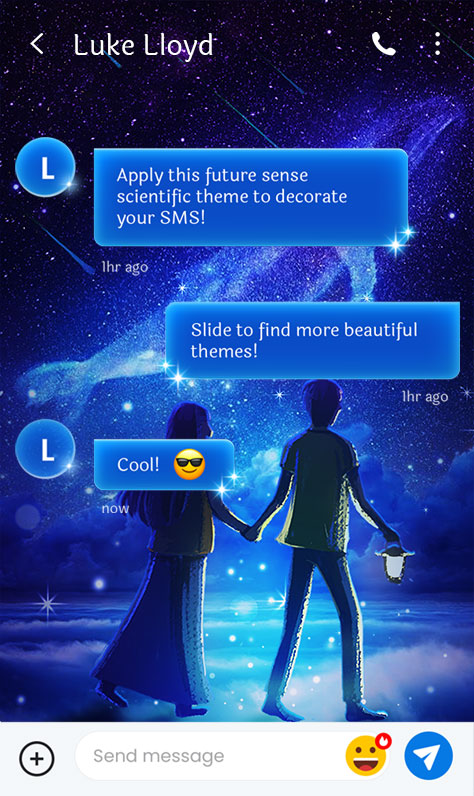 Luke Lloyd
L
Apply this future sense
scientific theme to decorate
your SMS!
1hr ago
Slide to find more beautiful
themes!
1hr ago
L
Cool! 😎
now
Send message